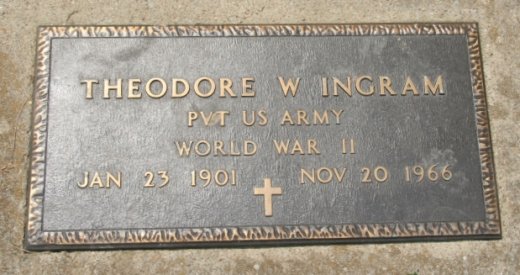 THEODORE W INGRAM
PVT US ARMY
WORLD WAR II
JAN 23 1901 NOV 20 1966